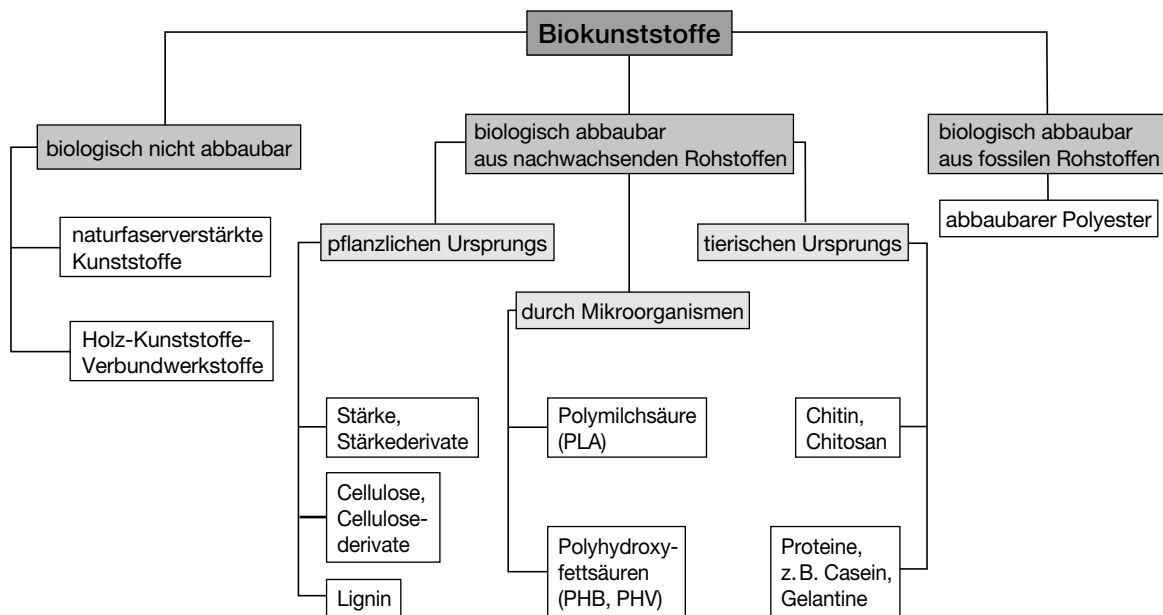 Biokunststoffe
biologisch nicht abbaubar
naturfaserverstärkte
Kunststoffe
Holz-Kunststoffe-
Verbundwerkstoffe
biologisch abbaubar
aus nachwachsenden Rohstoffen
pflanzlichen Ursprungs
Stärke,
Stärkederivate
Cellulose,
Cellulose-
derivate
Lignin
durch Mikroorganismen
Polymilchsäure
(PLA)
Polyhydroxy-
fettsäuren
(PHB, PHV)
tierischen Ursprungs
Chitin,
Chitosan
Proteine,
z. B. Casein,
Gelantine
biologisch abbaubar
aus fossilen Rohstoffen
abbaubarer Polyester